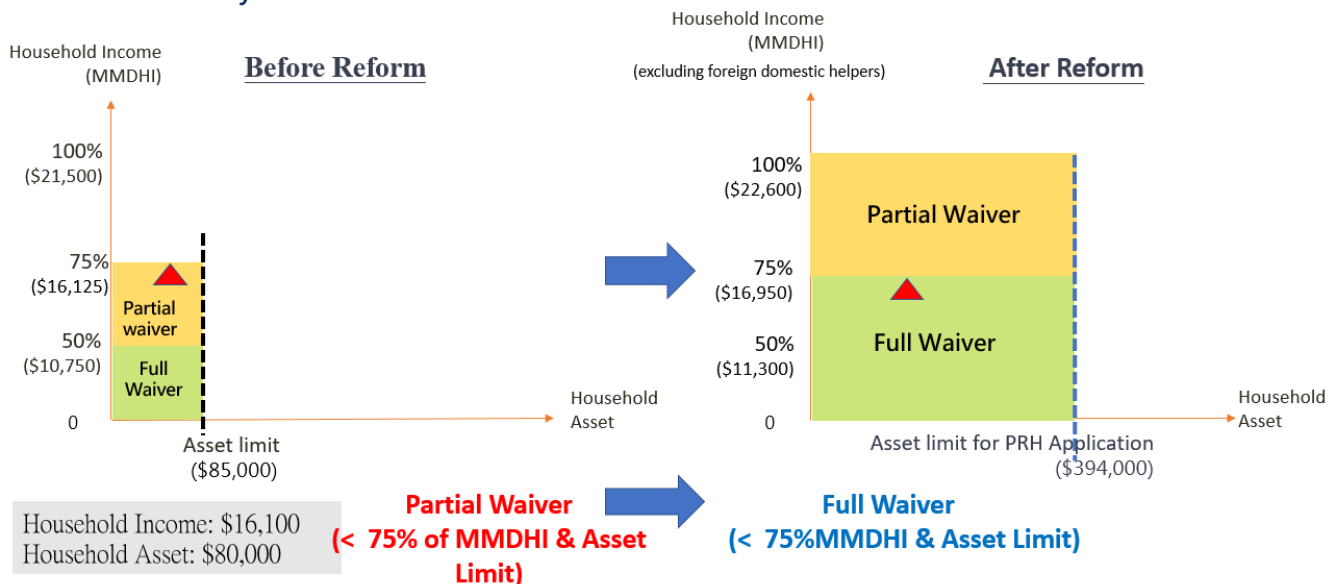 Household Income
(MMDHI)
Before Reform
100%
($21,500)
75%
($16,125)
Partial
waiver
50%
($10,750)
Full
Waiver
0
Household
Asset
Asset limit
($85,000)
Household Income
(MMDHI)
(excluding foreign domestic helpers)
After Reform
100%
($22,600)
Partial Waiver
75%
($16,950)
50%
($11,300)
Full Waiver
0
Household
Asset
Asset limit for PRH Application
($394,000)
Household Income: $16,100
Household Asset: $80,000
Partial Waiver
(< 75% of MMDHI & Asset
Limit)
Full Waiver
(< 75%MMDHI & Asset Limit)